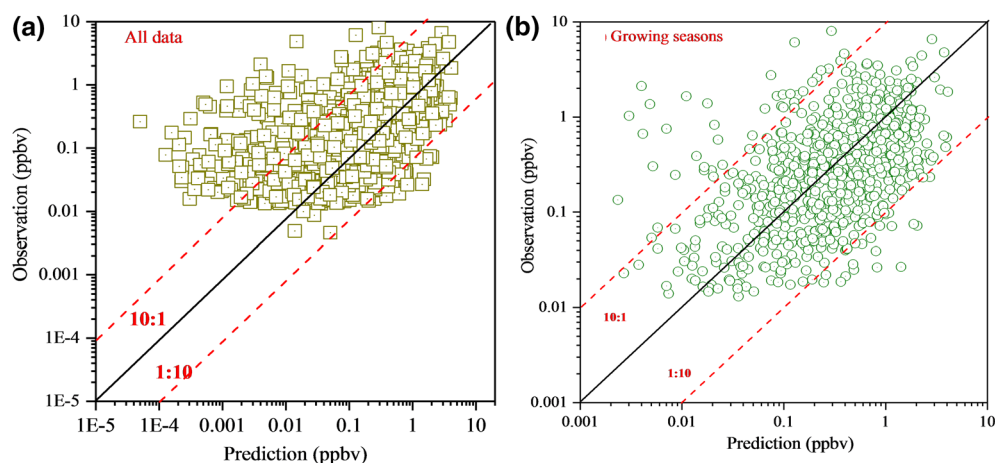 (a)
All data
10
1
0.1
0.01
0.001
1E-4
1E-5
Observation (ppbv)
10:1
1:10
1E-5
1E-4
0.001
0.01
0.1
1
10
Prediction (ppbv)
(b)
) Growing seasons
10
1
0.1
0.01
0.001
Observation (ppbv)
10:1
1:10
0.001
0.01
0.1
1
10
Prediction (ppbv)